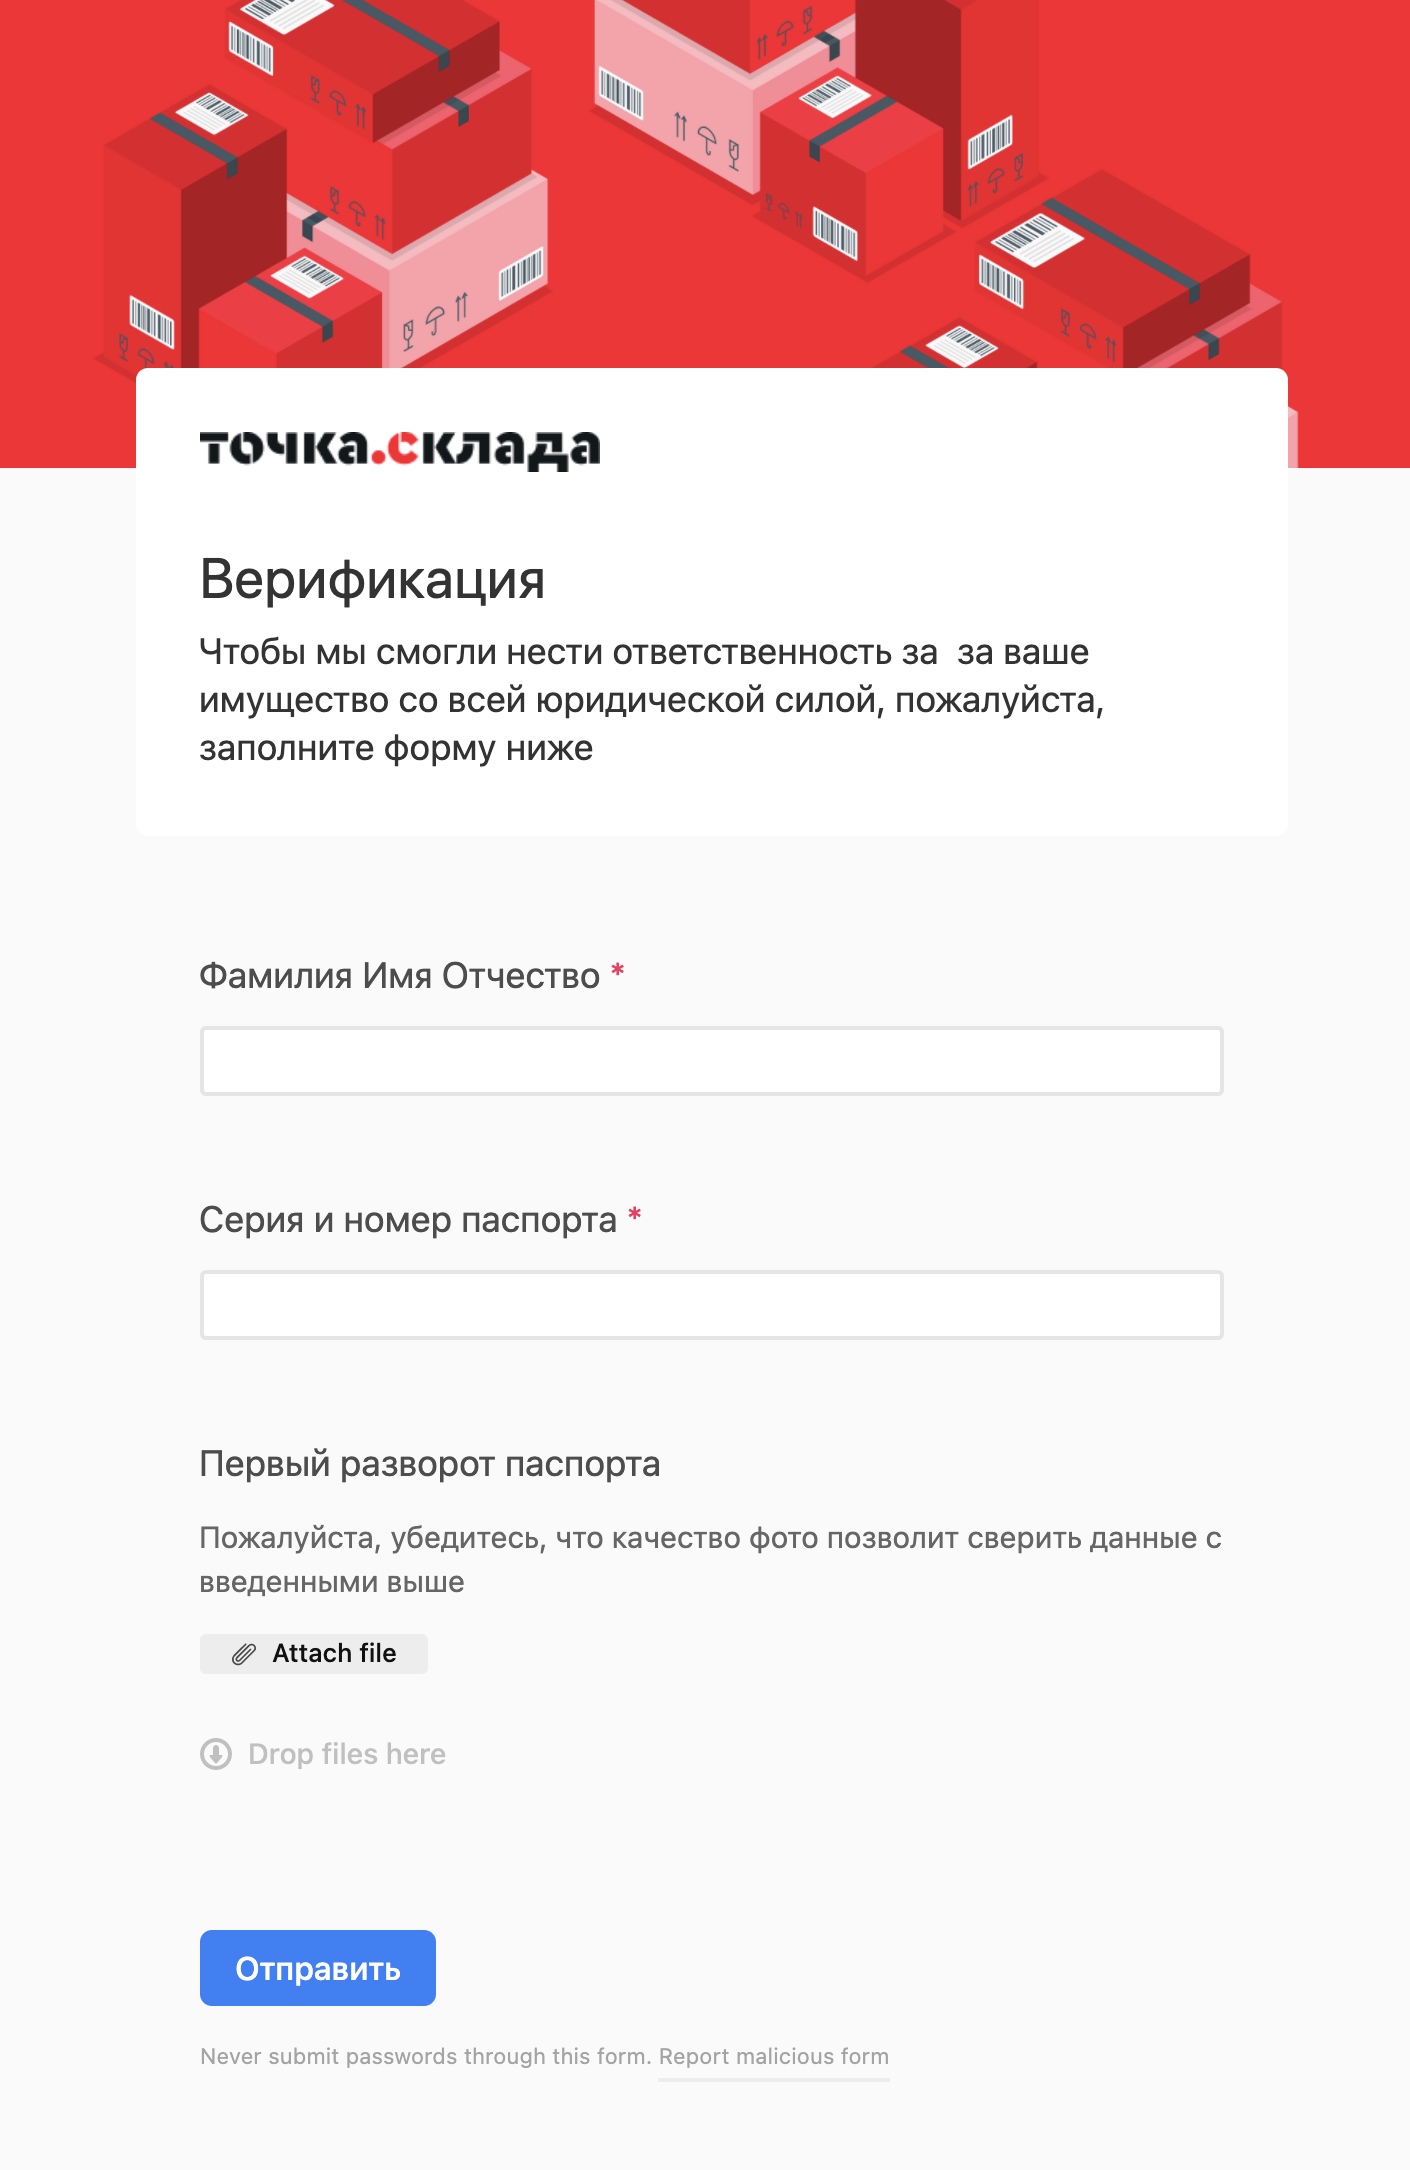 точка.склада
Верификация
Чтобы мы смогли нести ответственность за  за ваше
имущество со всей юридической силой, пожалуйста,
заполните форму ниже
Фамилия Имя Отчество *
Серия и номер паспорта *
Первый разворот паспорта
Пожалуйста, убедитесь, что качество фото позволит сверить данные с
введенными выше
Attach file
Drop files here
Отправить
Never submit passwords through this form. Report malicious form